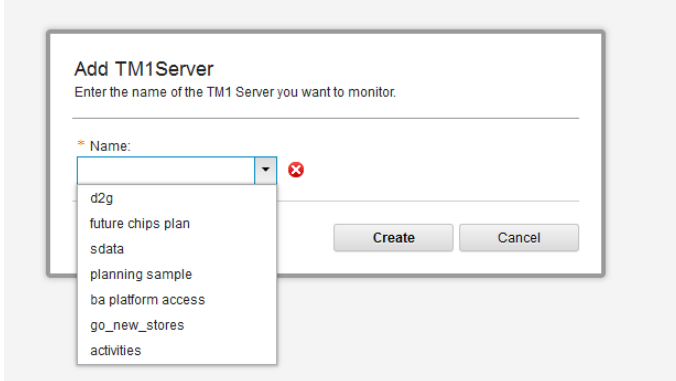 Add TM1Server
Enter the name of the TM1 Server you want to monitor.
* Name:
d2g
future chips plan
sdata
planning sample
ba platform access
go_new_stores
activities
Create Cancel